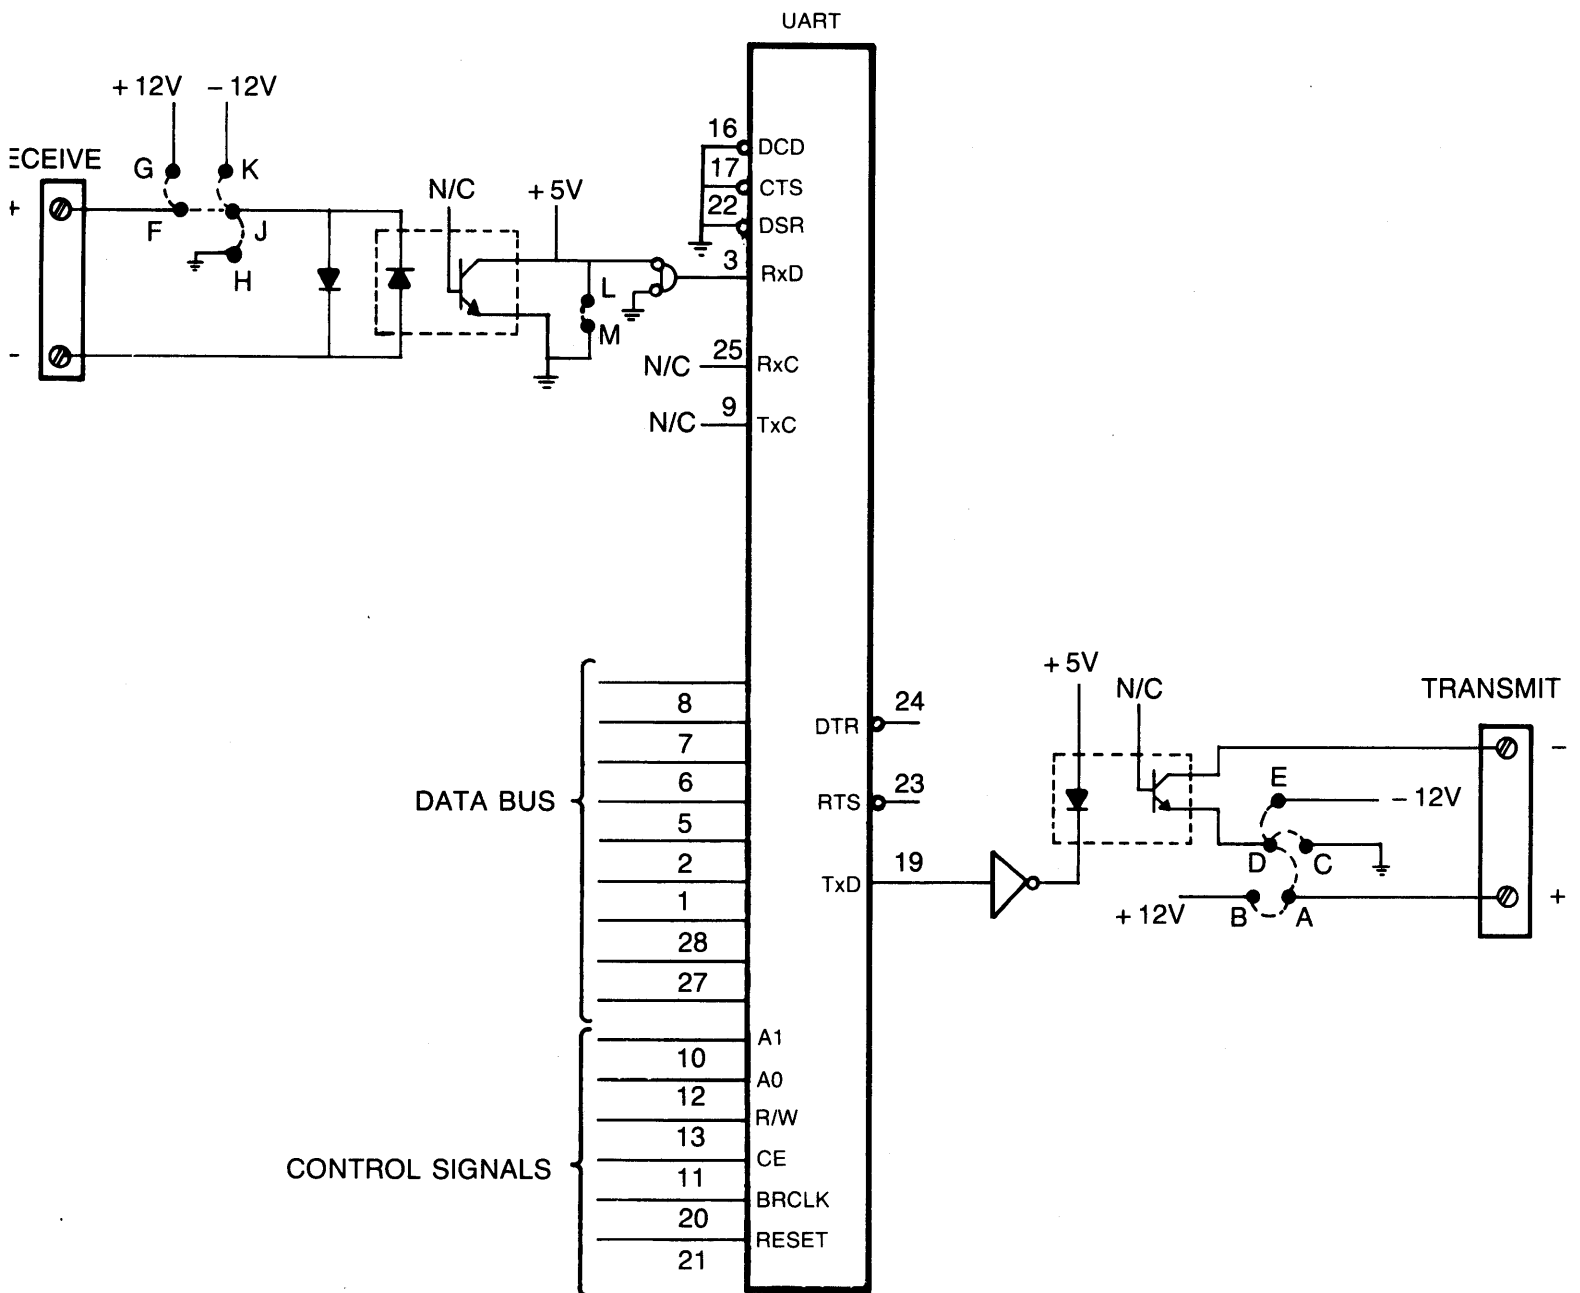 UART
+ 12V - 12V
ECEIVE
+
G
K
F
J
H
-
N/C
+ 5V
L
M
16 DCD
17 CTS
22 DSR
3 RxD
N/C 25 RxC
N/C 9 TxC
DATA BUS
8
7
6
5
2
1
28
27
CONTROL SIGNALS
A1
10
A0
12
R/W
13
CE
11
BRCLK
20
RESET
21
DTR 24
RTS 23
TxD 19
+ 5V
N/C
TRANSMIT
-
E
- 12V
D
C
+ 12V
B
A
+